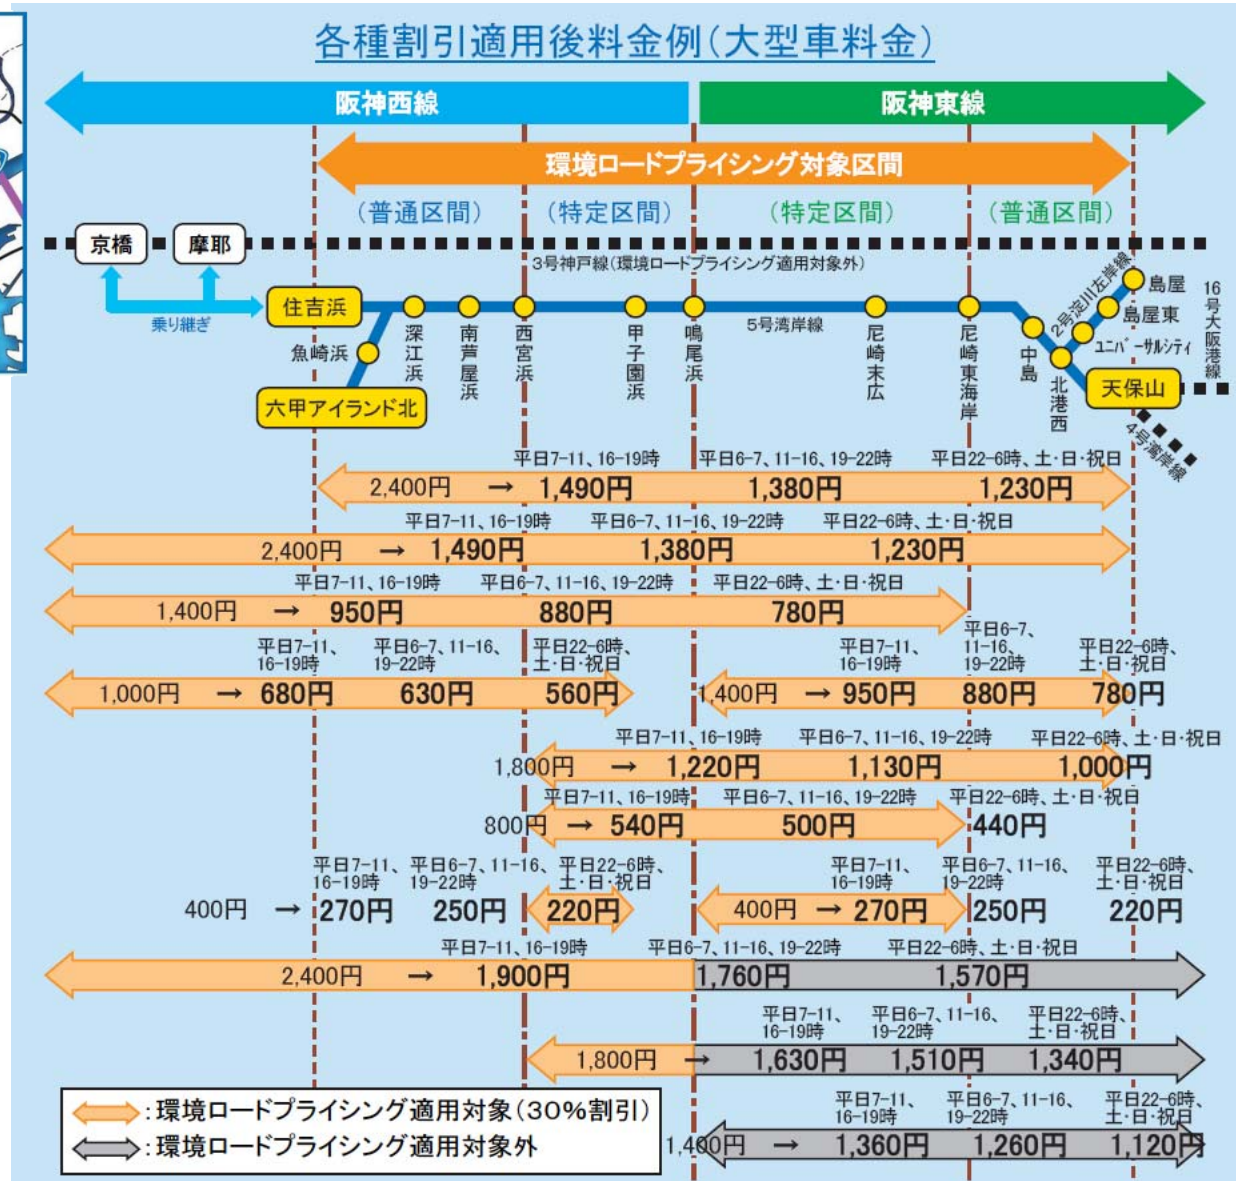 各種割引適用後料金例(大型車料金)
阪神西線
阪神東線
環境ロードプライシング対象区間
(普通区間)
(特定区間)
(特定区間)
(普通区間)
京橋
摩耶
3号神戸線(環境ロードプライシング適用対象外)
乗り継ぎ
住吉浜
魚崎浜
六甲アイランド北
深江浜
南芦屋浜
西宮浜
甲子園浜
鳴尾浜
5号湾岸線
尼崎末広
尼崎東海岸
中島
北港西
2号淀川左岸線
島屋
島屋東
ユニバーサルシティ
天保山
16号大阪港線
4号湾岸線
平日7-11、16-19時 平日6-7、11-16、19-22時 平日22-6時、土・日・祝日
2,400円 → 1,490円 1,380円 1,230円
平日7-11、16-19時 平日6-7、11-16、19-22時 平日22-6時、土・日・祝日
2,400円 → 1,490円 1,380円 1,230円
平日7-11、16-19時 平日6-7、11-16、19-22時 平日22-6時、土・日・祝日
1,400円 → 950円 880円 780円
平日7-11、
16-19時
平日6-7、11-16、
19-22時
平日22-6時、
土・日・祝日
1,000円 → 680円 630円 560円
平日7-11、
16-19時
平日6-7、
11-16、
19-22時
平日22-6時、
土・日・祝日
1,400円 → 950円 880円 780円
平日7-11、16-19時 平日6-7、11-16、19-22時 平日22-6時、土・日・祝日
1,800円 → 1,220円 1,130円 1,000円
平日7-11、16-19時 平日6-7、11-16、19-22時 平日22-6時、土・日・祝日
800円 → 540円 500円 440円
平日7-11、
16-19時
平日6-7、11-16、
19-22時
平日22-6時、
土・日・祝日
400円 → 270円 250円 220円
平日7-11、
16-19時
平日6-7、11-16、
19-22時
平日22-6時、
土・日・祝日
400円 → 270円 250円 220円
平日7-11、16-19時 平日6-7、11-16、19-22時 平日22-6時、土・日・祝日
2,400円 → 1,900円 1,760円 1,570円
平日7-11、
16-19時
平日6-7、11-16、
19-22時
平日22-6時、
土・日・祝日
1,800円 → 1,630円 1,510円 1,340円
平日7-11、
16-19時
平日6-7、11-16、
19-22時
平日22-6時、
土・日・祝日
1,400円 → 1,360円 1,260円 1,120円
:環境ロードプライシング適用対象(30%割引)
:環境ロードプライシング適用対象外